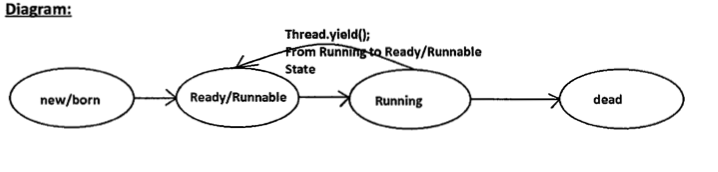 Diagram:
Thread.yield();
From Running to Ready/Runnable
State
new/born
Ready/Runnable
Running
dead